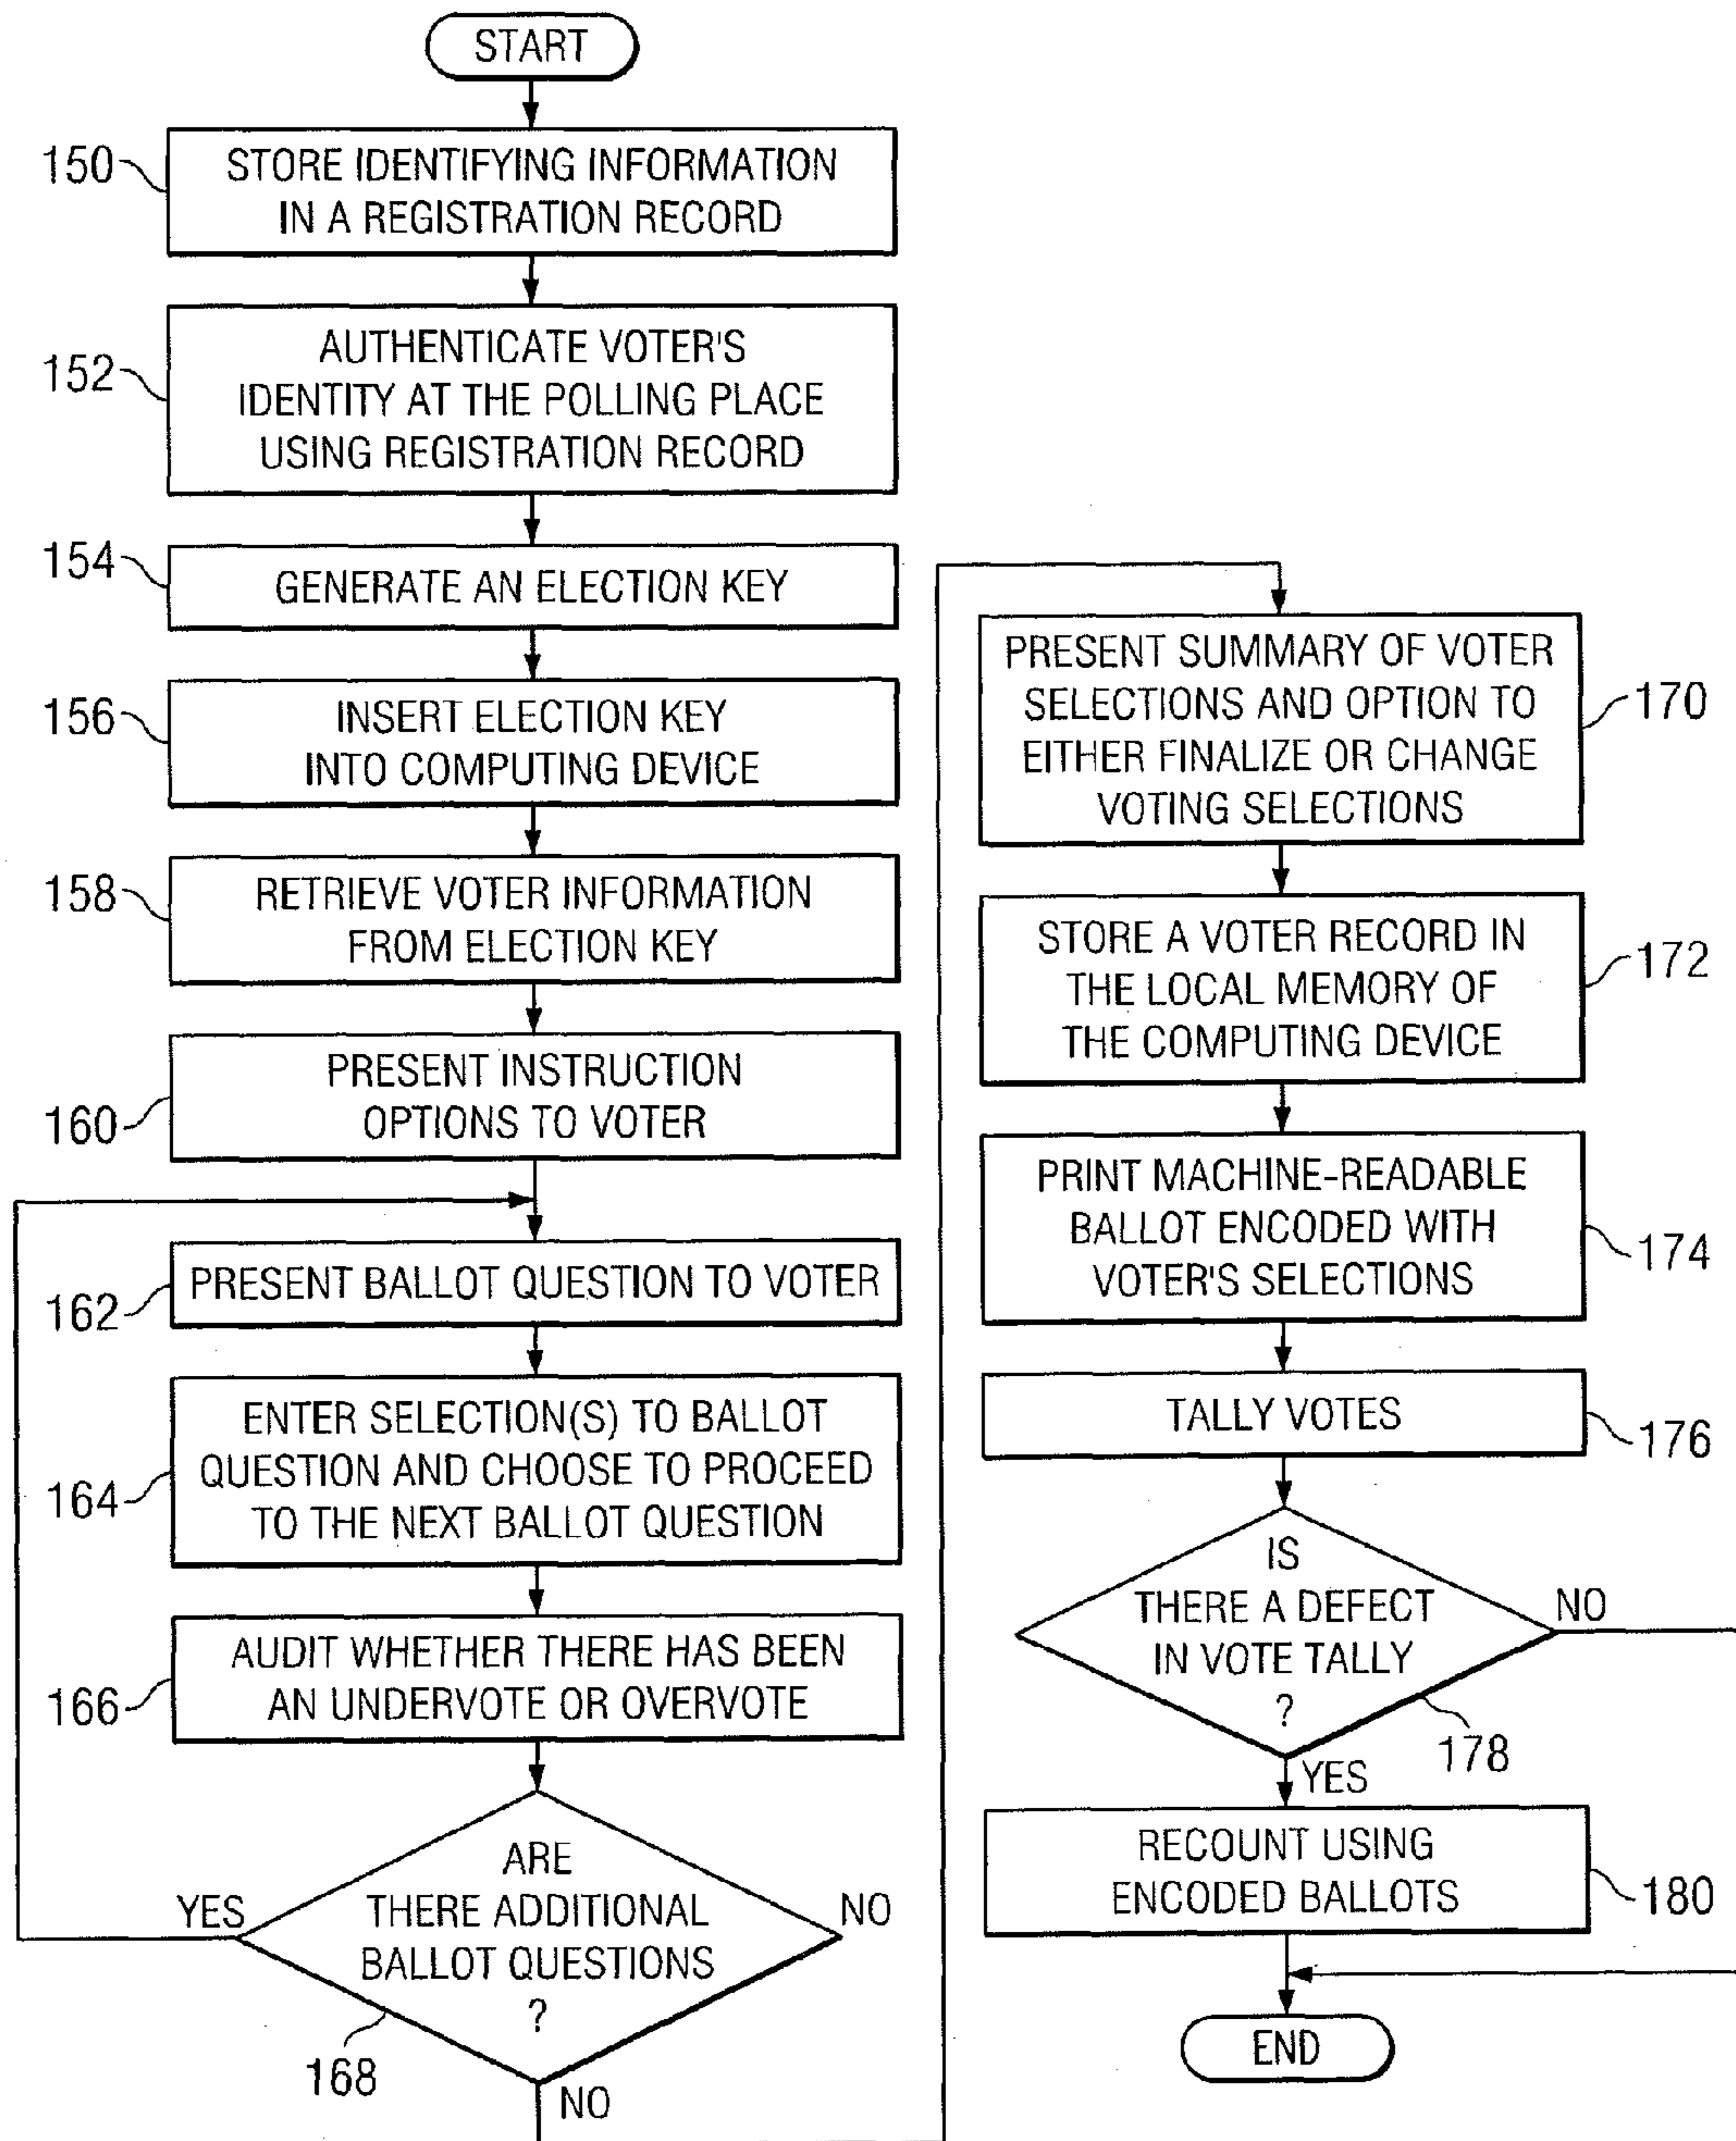 START
150
STORE IDENTIFYING INFORMATION
IN A REGISTRATION RECORD
152
AUTHENTICATE VOTER'S
IDENTITY AT THE POLLING PLACE
USING REGISTRATION RECORD
154
GENERATE AN ELECTION KEY
156
INSERT ELECTION KEY
INTO COMPUTING DEVICE
158
RETRIEVE VOTER INFORMATION
FROM ELECTION KEY
160
PRESENT INSTRUCTION
OPTIONS TO VOTER
162
PRESENT BALLOT QUESTION TO VOTER
164
ENTER SELECTION(S) TO BALLOT
QUESTION AND CHOOSE TO PROCEED
TO THE NEXT BALLOT QUESTION
166
AUDIT WHETHER THERE HAS BEEN
AN UNDERVOTE OR OVERVOTE
ARE
THERE ADDITIONAL
BALLOT QUESTIONS
?
YES
NO
168
NO
PRESENT SUMMARY OF VOTER
SELECTIONS AND OPTION TO
EITHER FINALIZE OR CHANGE
VOTING SELECTIONS
170
STORE A VOTER RECORD IN
THE LOCAL MEMORY OF
THE COMPUTING DEVICE
172
PRINT MACHINE-READABLE
BALLOT ENCODED WITH
VOTER'S SELECTIONS
174
TALLY VOTES
176
IS
THERE A DEFECT
IN VOTE TALLY
?
NO
178
YES
RECOUNT USING
ENCODED BALLOTS
180
END